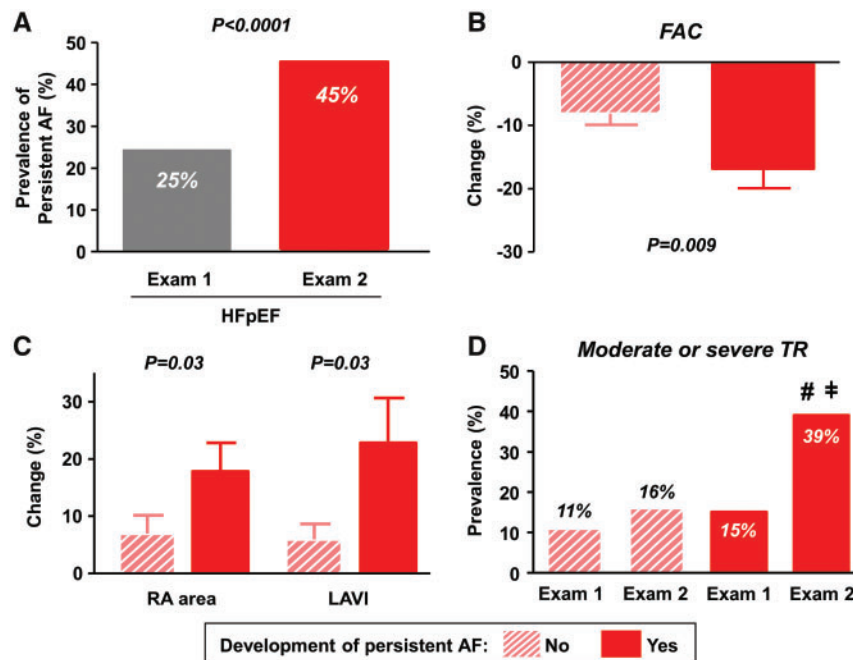 A
P<0.0001
Prevalence of
Persistent AF (%)
50
40
30
20
10
0
25%
45%
Exam 1 Exam 2
HFpEF
B
FAC
Change (%)
0
-10
-20
-30
P=0.009
C
P=0.03 P=0.03
Change (%)
30
20
10
0
RA area LAVI
D
Moderate or severe TR
Prevalence (%)
50
40
30
20
10
0
11%
16%
15%
# ǂ
39%
Exam 1 Exam 2 Exam 1 Exam 2
Development of persistent AF: No Yes